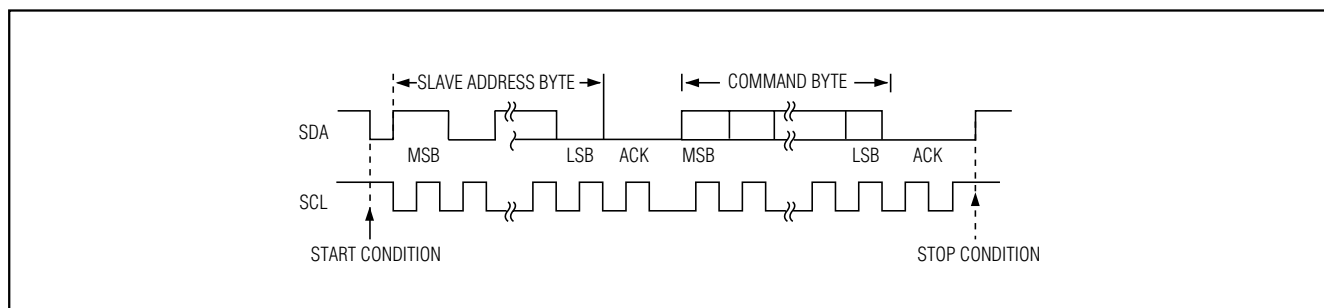 SLAVE ADDRESS BYTE COMMAND BYTE
SDA
MSB LSB ACK MSB LSB ACK
SCL
START CONDITION STOP CONDITION